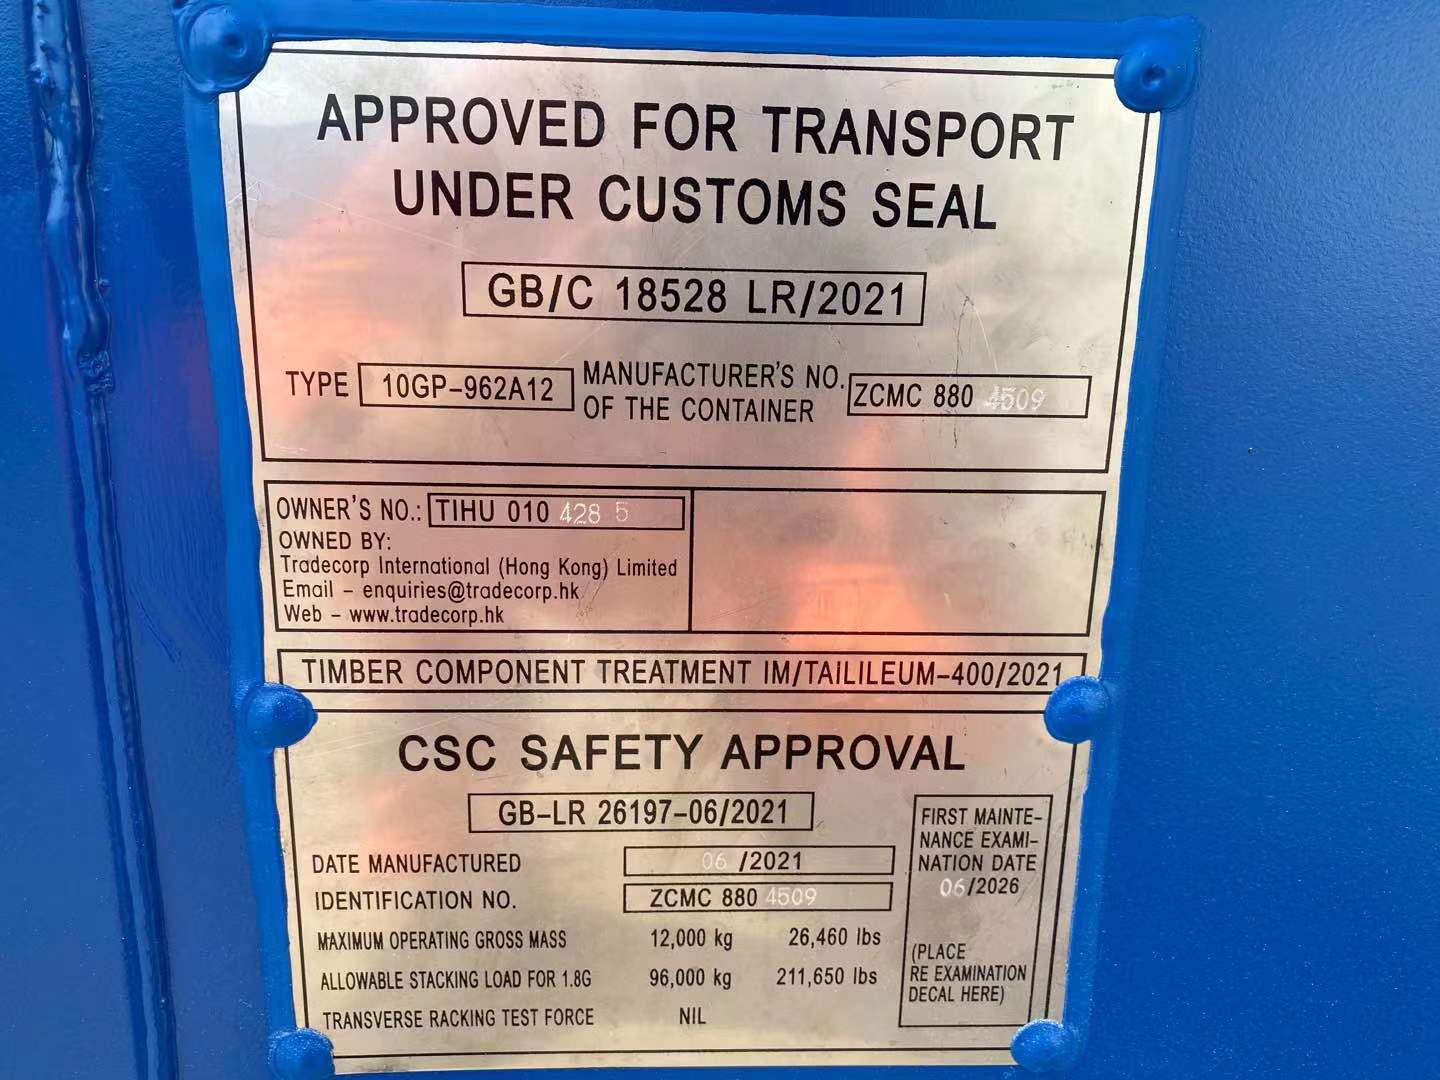 APPROVED FOR TRANSPORT
UNDER CUSTOMS SEAL
GB/C 18528 LR/2021
TYPE 10GP-962A12 MANUFACTURER'S NO.
OF THE CONTAINER ZCMC 880 4509
OWNER'S NO.: TIHU 010 428 5
OWNED BY:
Tradecorp International (Hong Kong) Limited
Email - enquiries@tradecorp.hk
Web - www.tradecorp.hk
TIMBER COMPONENT TREATMENT IM/TAILILEUM-400/2021
CSC SAFETY APPROVAL
GB-LR 26197-06/2021
DATE MANUFACTURED 06/2021
IDENTIFICATION NO. ZCMC 880 4509
MAXIMUM OPERATING GROSS MASS 12,000 kg 26,460 lbs
ALLOWABLE STACKING LOAD FOR 1.8G 96,000 kg 211,650 lbs
TRANSVERSE RACKING TEST FORCE NIL
FIRST MAINTE-
NANCE EXAMI-
NATION DATE
06/2026
(PLACE
RE EXAMINATION
DECAL HERE)